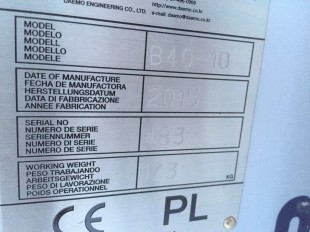 DAEMO ENGINEERING CO., LTD.
e-mail : daemo@daemo.co.kr
www.daemo.co.kr
MODEL
MODELO
MODELL
MODELLO
MODELE
B40-10
DATE OF MANUFACTURE
FECHA DE MANUFACTORA
HERSTELLUNGSDATUM
DATA DI FABBRICAZIONE
ANNEE FABRICATION
2015
SERIAL NO
NUMERO DE SERIE
SERIENNUMMER
NUMERO DI SERIE
NUMERO DE SERIE
WORKING WEIGHT
PESO TRABAJANDO
ARBEITSGEWICHT
PESO DI LAVORAZIONE
POIDS OPERATIONNEL
KG
CE
PL